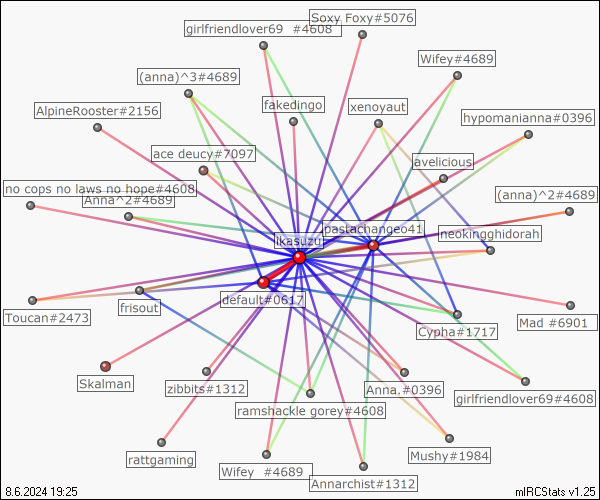 Soxy Foxy#5076
girlfriendlover69 #4608
Wifey#4689
(anna)^3#4689
AlpineRooster#2156
fakedingo
xenoyaut
hypomanianna#0396
ace deucy#7097
avelicious
no cops no laws no hope#4608
Anna^2#4689
(anna)^2#4689
pastachangeo41
neokingghidorah
ikasuzu
default#0617
frisout
Toucan#2473
Mad #6901
Cypha#1717
Skalman
zibbits#1312
Anna,#0396
girlfriendlover69#4608
ramshackle gorey#4608
Mushy#1984
rattgaming
Wifey #4689
Annarchist#1312
8.6.2024 19:25
mIRCStats v1.25